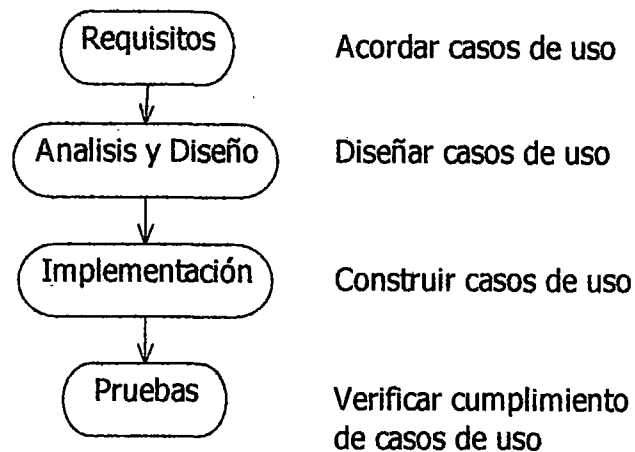 Requisitos
Acordar casos de uso
Analisis y Diseño
Diseñar casos de uso
Implementación
Construir casos de uso
Pruebas
Verificar cumplimiento
de casos de uso